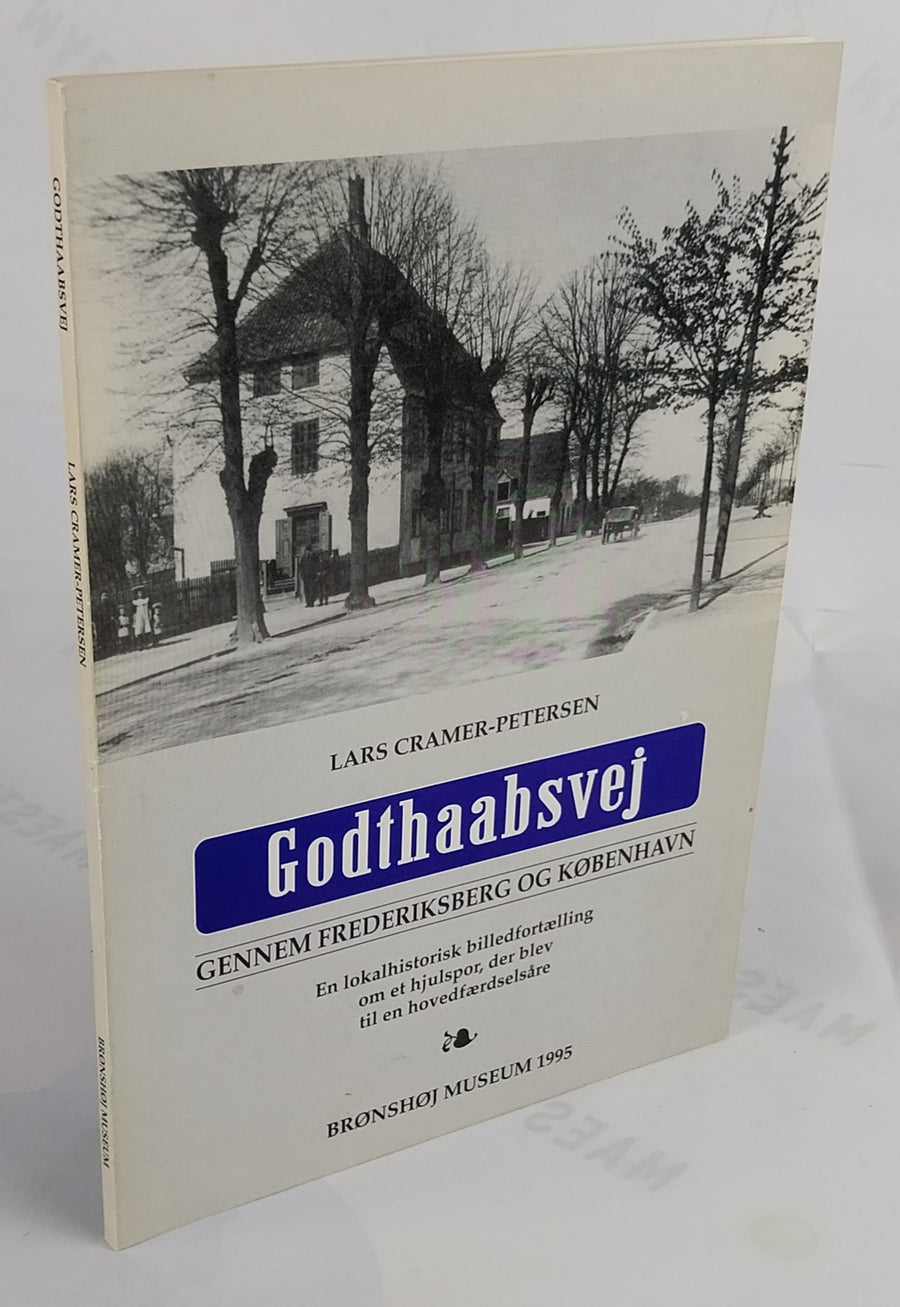 GODTHAABSVEJ
LARS CRAMER-PETERSEN
BRØNSHØJ MUSEUM
LARS CRAMER-PETERSEN
Godthaabsvej
GENNEM FREDERIKSBERG OG KØBENHAVN
En lokalhistorisk billedfortælling
om et hjulspor, der blev
til en hovedfærdselsåre
BRØNSHØJ MUSEUM 1995
MAES